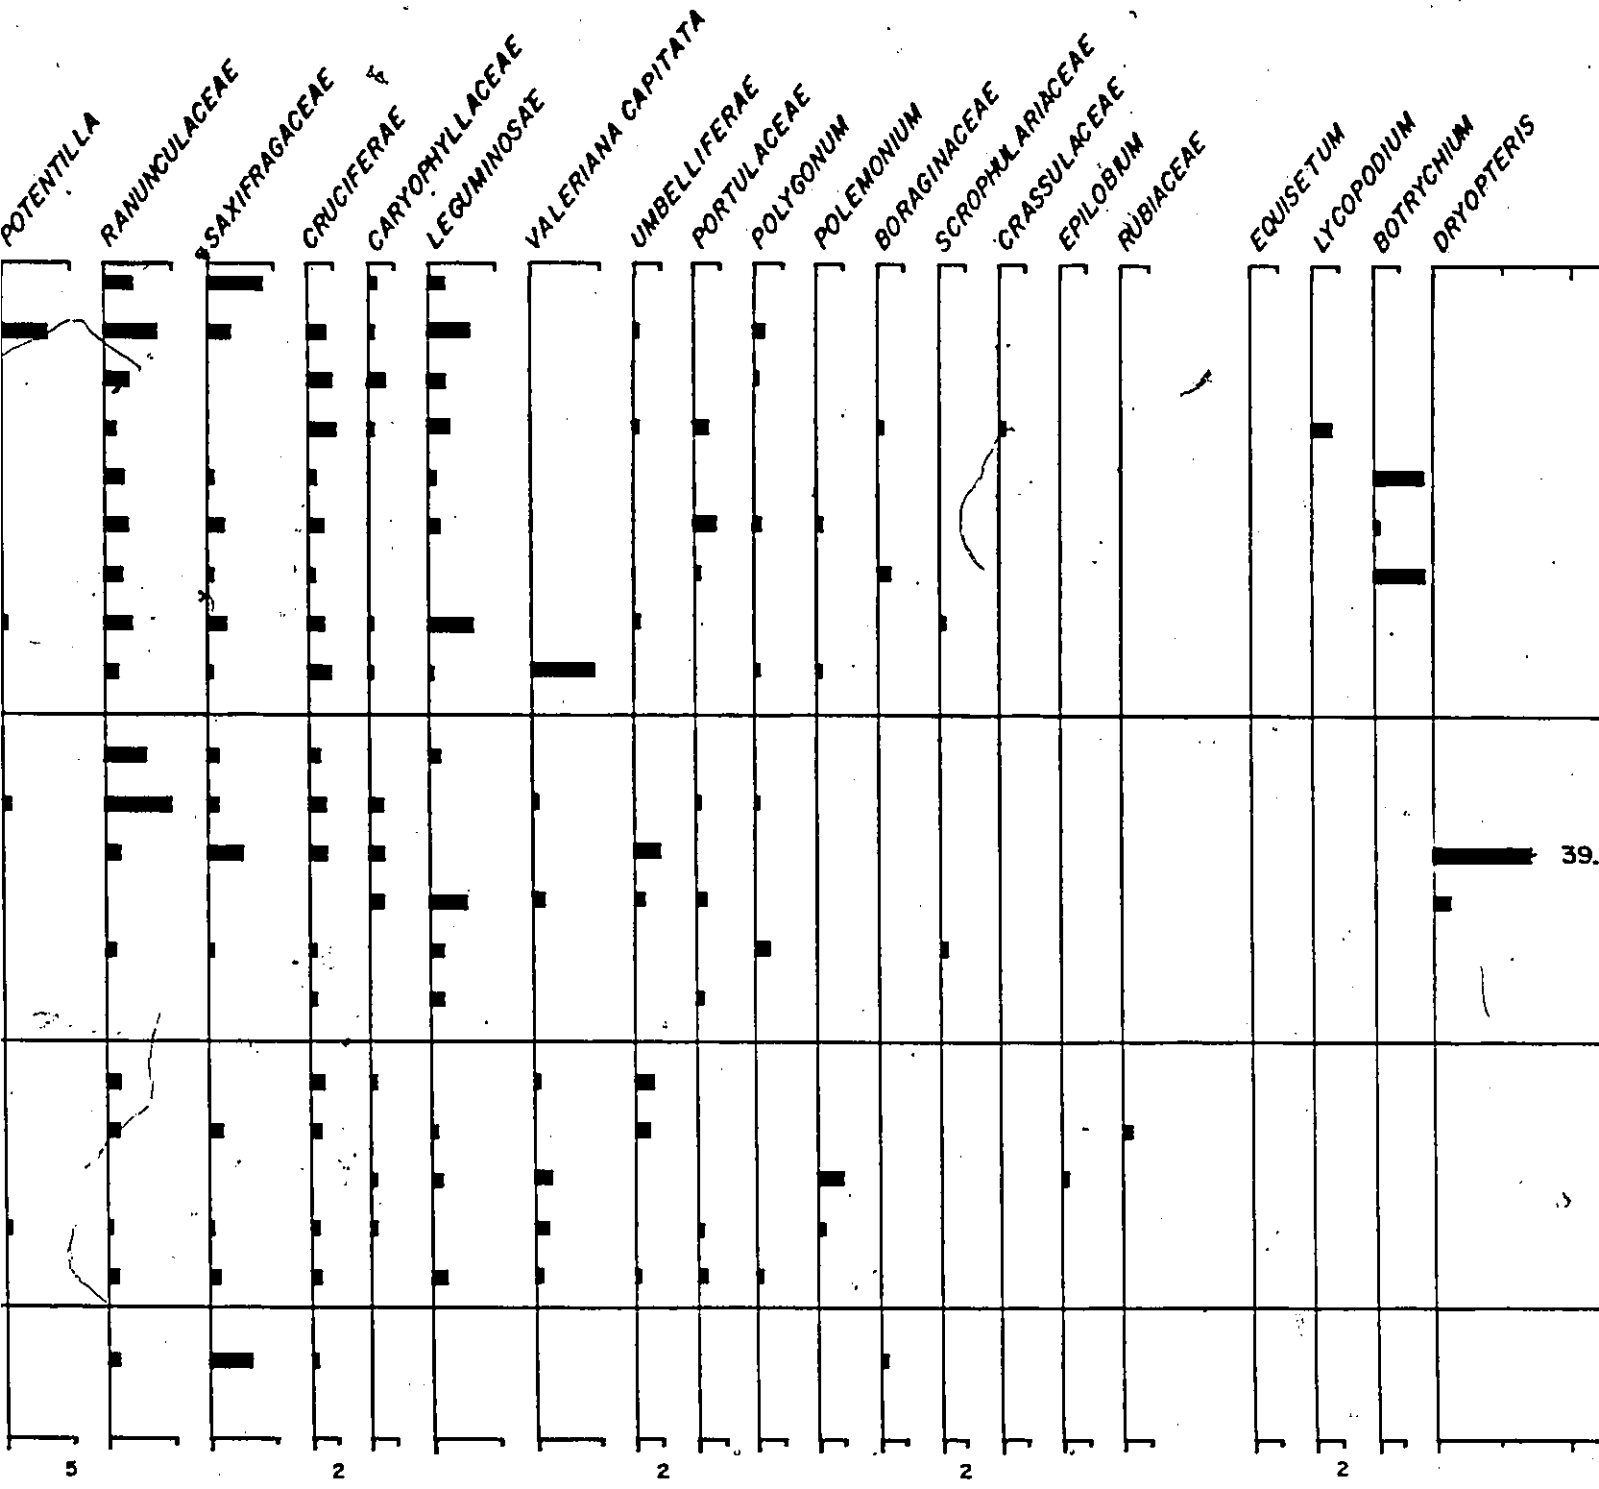 POTENTILLA
RANUNCULACEAE
SAXIFRAGACEAE
CRUCIFERAE
CARYOPHYLLACEAE
LEGUMINOSAE
VALERIANA CAPITATA
UMBELLIFERAE
PORTULACEAE
POLYGONUM
POLEMONIUM
BORAGINACEAE
SCROPHULARIACEAE
CRASSULACEAE
EPILOBIUM
RUBIACEAE
EQUISETUM
LYCOPODIUM
BOTRYCHIUM
DRYOPTERIS
39.
5 2 2 2 2